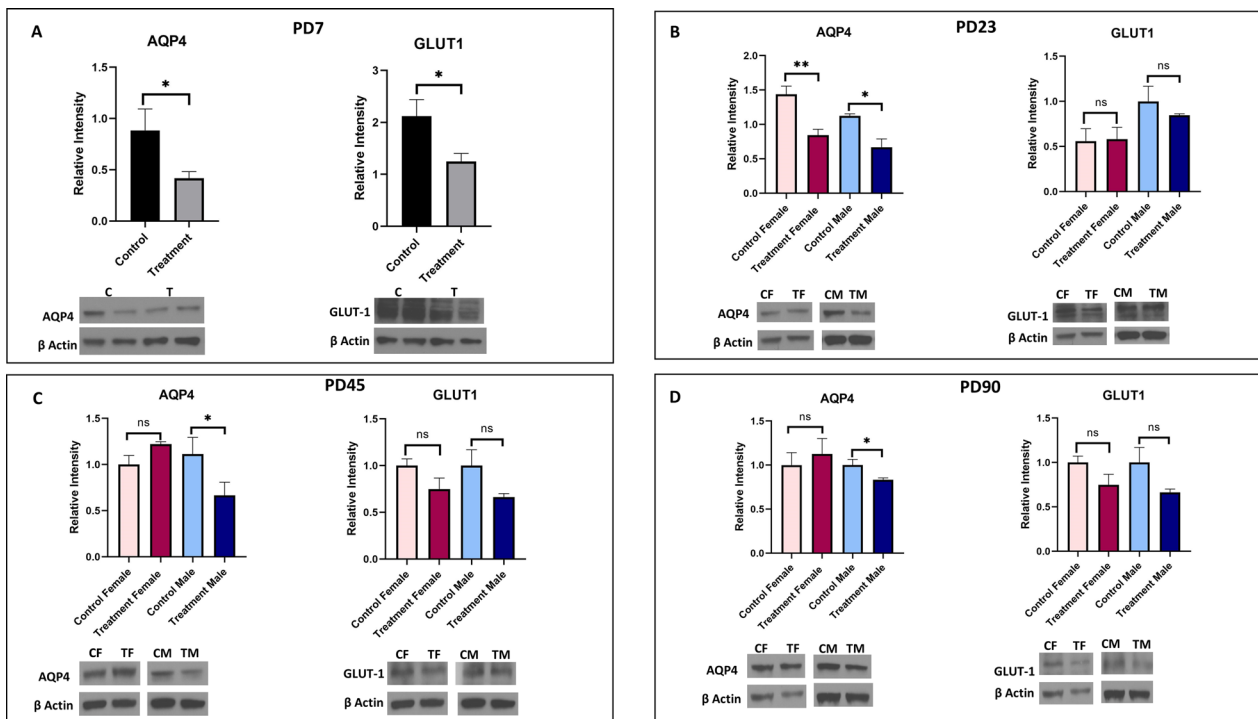 A
PD7
AQP4
Relative Intensity
1.5
1.0
0.5
0.0
*
Control
Treatment
C T
AQP4
β Actin
GLUT1
Relative Intensity
3
2
1
0
*
Control
Treatment
C T
GLUT-1
β Actin
B
PD23
AQP4
Relative Intensity
2.0
1.5
1.0
0.5
0.0
** *
Control Female
Treatment Female
Control Male
Treatment Male
CF TF CM TM
AQP4
β Actin
GLUT1
Relative Intensity
1.5
1.0
0.5
0.0
ns ns
Control Female
Treatment Female
Control Male
Treatment Male
CF TF CM TM
GLUT-1
β Actin
C
PD45
AQP4
Relative Intensity
1.5
1.0
0.5
0.0
ns *
Control Female
Treatment Female
Control Male
Treatment Male
CF TF CM TM
AQP4
β Actin
GLUT1
Relative Intensity
1.5
1.0
0.5
0.0
ns ns
Control Female
Treatment Female
Control Male
Treatment Male
CF TF CM TM
GLUT-1
β Actin
D
PD90
AQP4
Relative Intensity
1.5
1.0
0.5
0.0
ns *
Control Female
Treatment Female
Control Male
Treatment Male
CF TF CM TM
AQP4
β Actin
GLUT1
Relative Intensity
1.5
1.0
0.5
0.0
ns ns
Control Female
Treatment Female
Control Male
Treatment Male
CF TF CM TM
GLUT-1
β Actin